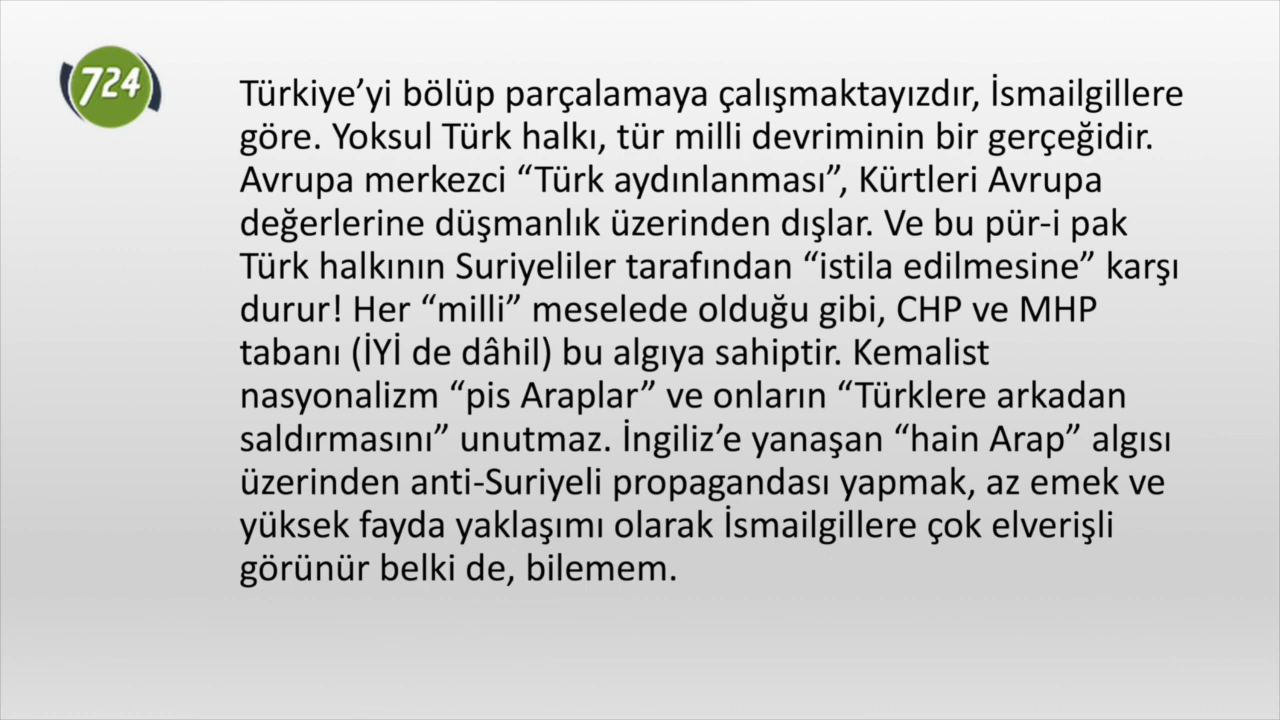 724
Türkiye’yi bölüp parçalamaya çalışmaktayızdır, İsmailgillere
göre. Yoksul Türk halkı, tür milli devriminin bir gerçeğidir.
Avrupa merkezci “Türk aydınlanması”, Kürtleri Avrupa
değerlerine düşmanlık üzerinden dışlar. Ve bu pür-i pak
Türk halkının Suriyeliler tarafından “istila edilmesine” karşı
durur! Her “milli” meselede olduğu gibi, CHP ve MHP
tabanı (İYİ de dâhil) bu algıya sahiptir. Kemalist
nasyonalizm “pis Araplar” ve onların “Türklere arkadan
saldırmasını” unutmaz. İngiliz’e yanaşan “hain Arap” algısı
üzerinden anti-Suriyeli propagandası yapmak, az emek ve
yüksek fayda yaklaşımı olarak İsmailgillere çok elverişli
görünür belki de, bilemem.